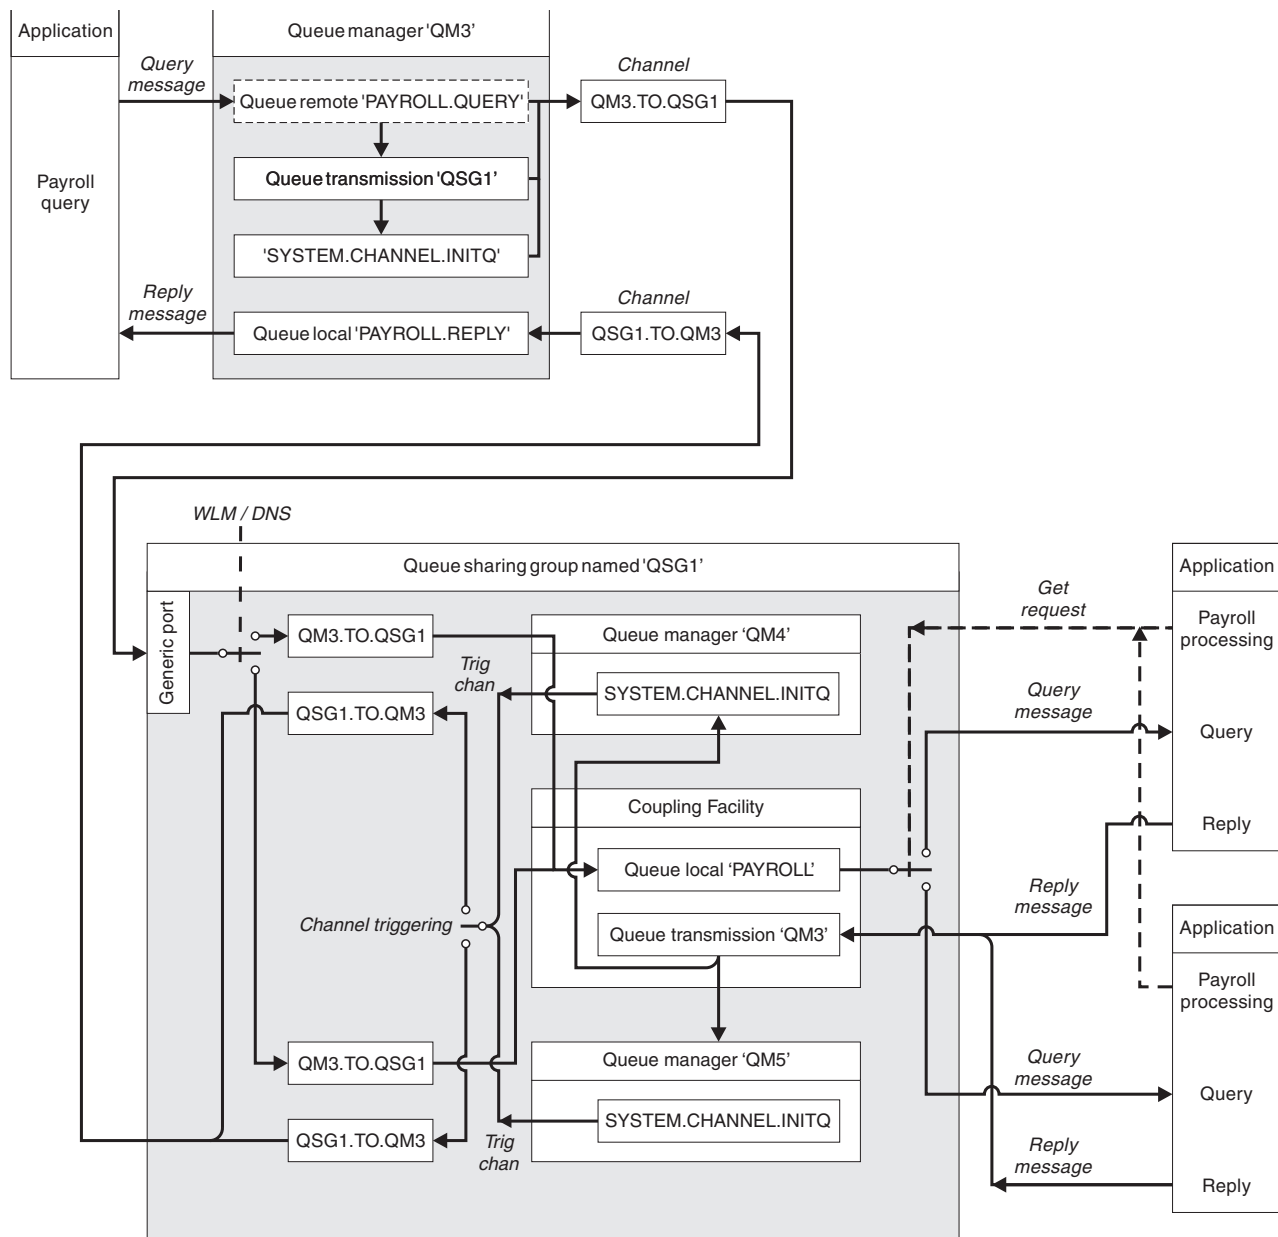 Application
Queue manager 'QM3'
Query
message
Channel
Queue remote 'PAYROLL.QUERY'
QM3.TO.QSG1
Payroll
query
Queue transmission 'QSG1'
'SYSTEM.CHANNEL.INITQ'
Reply
message
Channel
Queue local 'PAYROLL.REPLY'
QSG1.TO.QM3
WLM / DNS
Queue sharing group named 'QSG1'
Application
Generic port
QM3.TO.QSG1
Queue manager 'QM4'
Get
request
Payroll
processing
Trig
chan
SYSTEM.CHANNEL.INITQ
QSG1.TO.QM3
Query
message
Query
Coupling Facility
Reply
Queue local 'PAYROLL'
Reply
message
Channel triggering
Queue transmission 'QM3'
Application
Payroll
processing
QM3.TO.QSG1
Queue manager 'QM5'
Query
message
Query
SYSTEM.CHANNEL.INITQ
QSG1.TO.QM3
Trig
chan
Reply
message
Reply